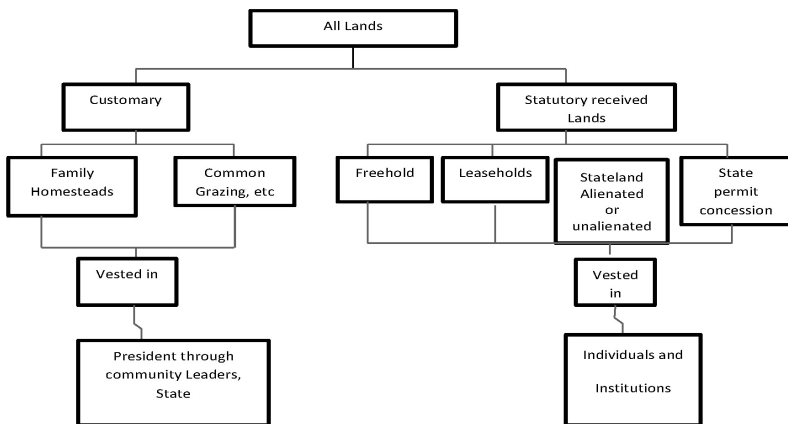 All Lands
Customary
Statutory received
Lands
Family
Homesteads
Common
Grazing, etc
Freehold
Leaseholds
Stateland
Alienated
or
unalienated
State
permit
concession
Vested in
Vested
in
President through
community Leaders,
State
Individuals and
Institutions